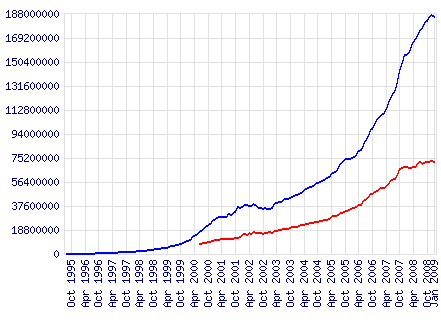 188000000
169200000
150400000
131600000
112800000
94000000
75200000
56400000
37600000
18800000
0
Oct 1995
Apr 1996
Oct 1996
Apr 1997
Oct 1997
Apr 1998
Oct 1998
Apr 1999
Oct 1999
Apr 2000
Oct 2000
Apr 2001
Oct 2001
Apr 2002
Oct 2002
Apr 2003
Oct 2003
Apr 2004
Oct 2004
Apr 2005
Oct 2005
Apr 2006
Oct 2006
Apr 2007
Oct 2007
Apr 2008
Oct 2008
Jan 2009